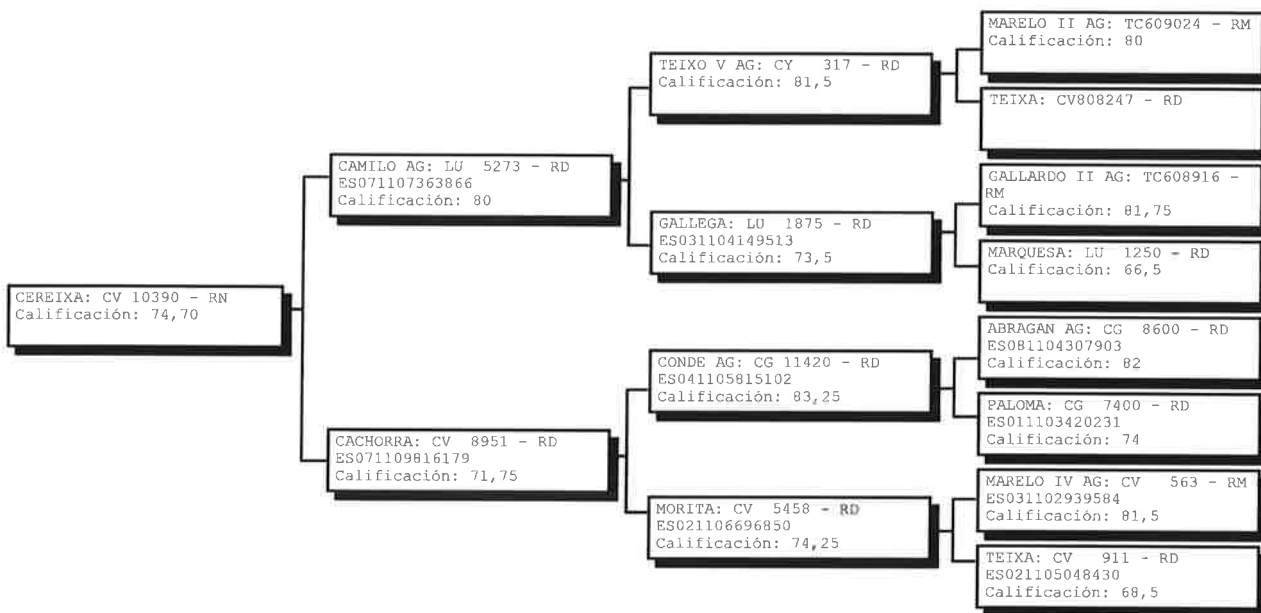 CEREIXA: CV 10390 - RN
Calificación: 74,70
CAMILO AG: LU 5273 - RD
ES071107363866
Calificación: 80
CACHORRA: CV 8951 - RD
ES071109816179
Calificación: 71,75
TEIXO V AG: CY 317 - RD
Calificación: 81,5
GALLEGA: LU 1875 - RD
ES031104149513
Calificación: 73,5
CONDE AG: CG 11420 - RD
ES041105815102
Calificación: 83,25
MORITA: CV 5458 - RD
ES021106696850
Calificación: 74,25
MARELO II AG: TC609024 - RM
Calificación: 80
TEIXA: CV808247 - RD
GALLARDO II AG: TC608916 -
RM
Calificación: 81,75
MARQUESA: LU 1250 - RD
Calificación: 66,5
ABRAGAN AG: CG 8600 - RD
ES081104307903
Calificación: 82
PALOMA: CG 7400 - RD
ES011103420231
Calificación: 74
MARELO IV AG: CV 563 - RM
ES031102939584
Calificación: 81,5
TEIXA: CV 911 - RD
ES021105048430
Calificación: 68,5